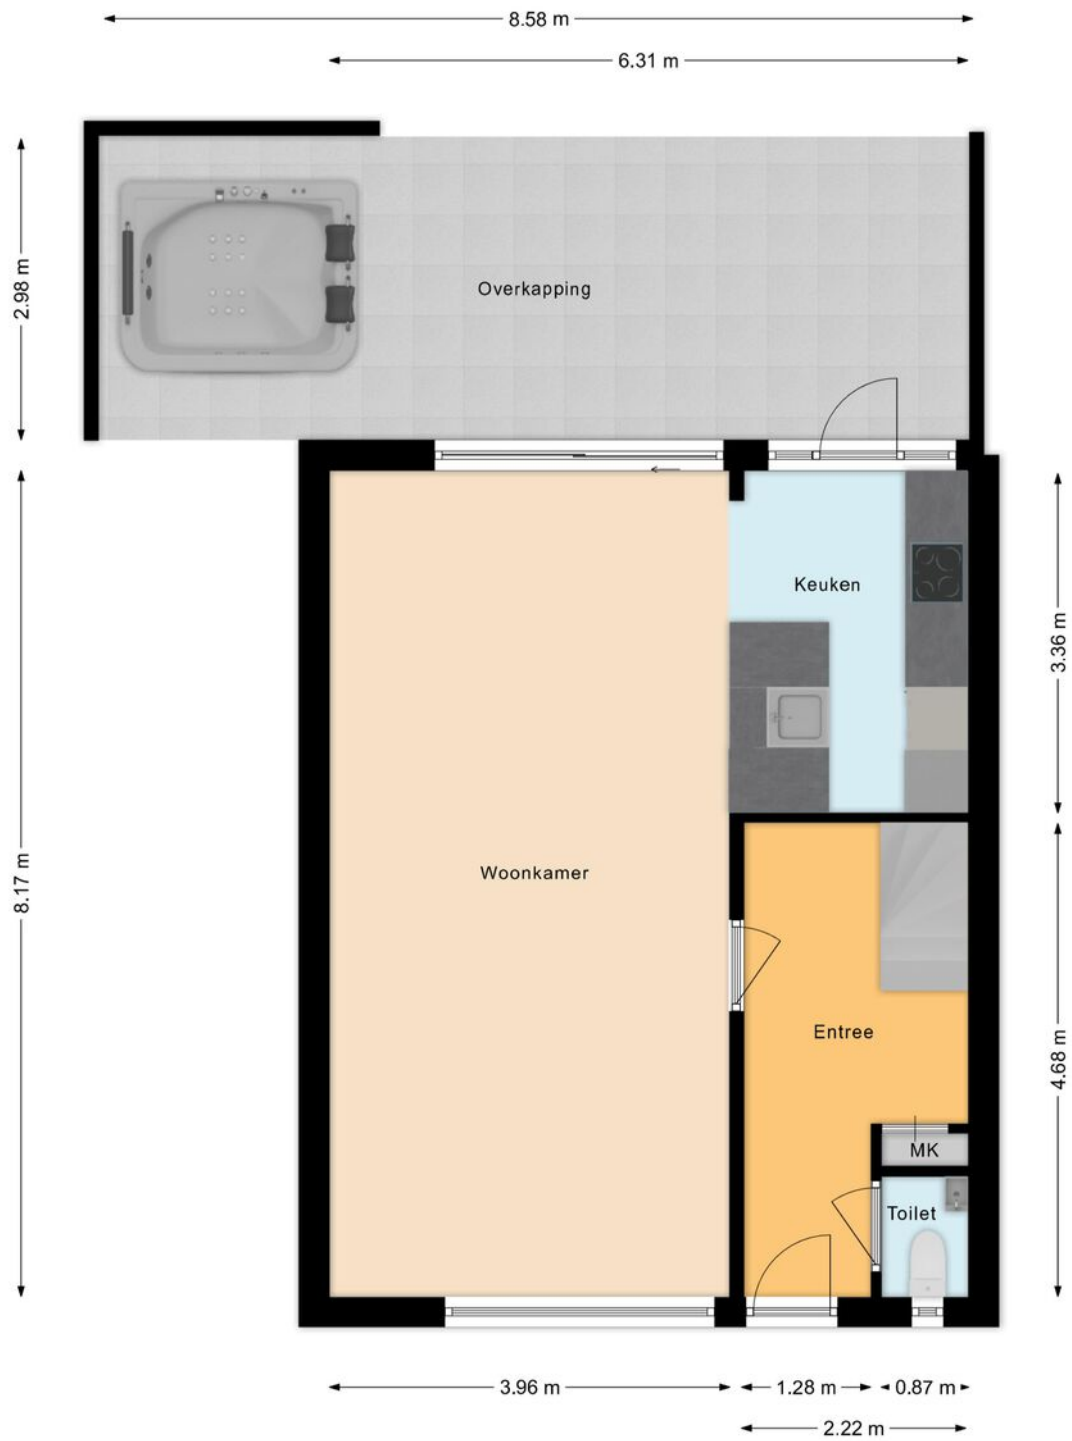 8.58 m
6.31 m
2.98 m
Overkapping
Keuken
3.36 m
8.17 m
Woonkamer
Entree
4.68 m
MK
Toilet
3.96 m
1.28 m
0.87 m
2.22 m